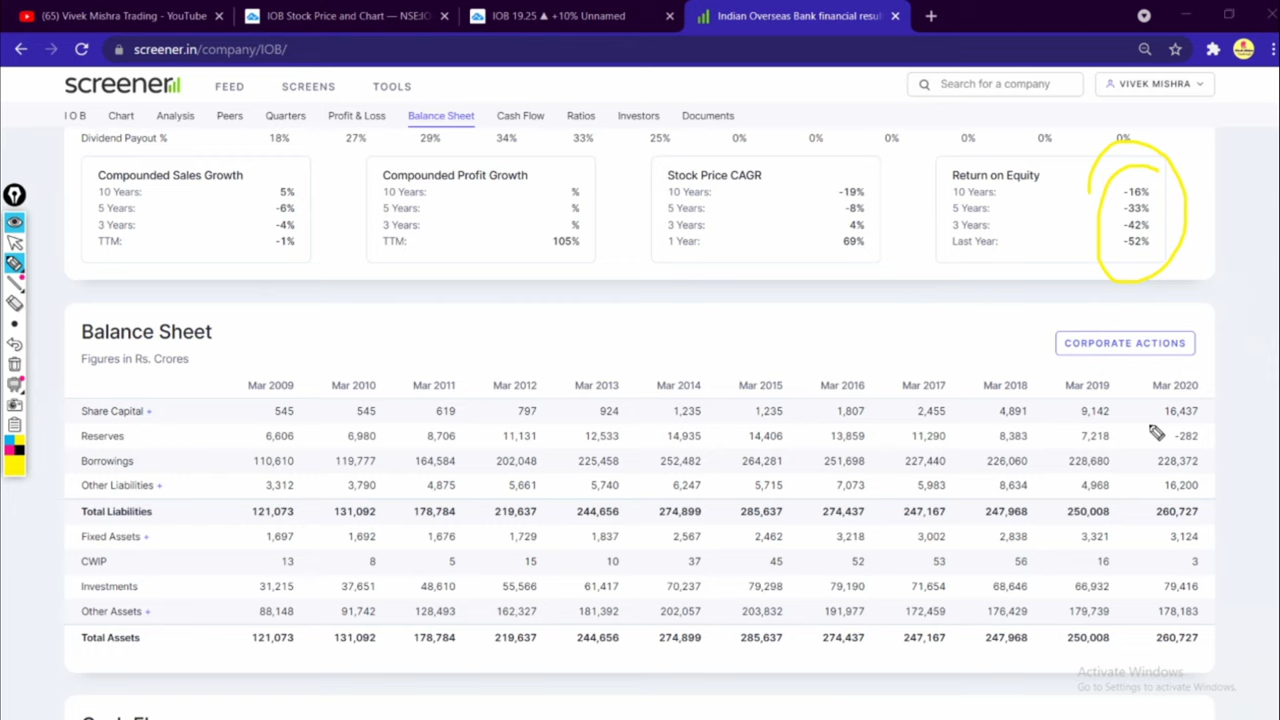 (65) Vivek Mishra Trading - YouTube
IOB Stock Price and Chart — NSE:IO
IOB 19.25 ▲ +10% Unnamed
Indian Overseas Bank financial resul
screener.in/company/IOB/
screener
FEED SCREENS TOOLS
Search for a company
VIVEK MISHRA
I O B Chart Analysis Peers Quarters Profit & Loss Balance Sheet Cash Flow Ratios Investors Documents
Dividend Payout % 18% 27% 29% 34% 33% 25% 0% 0% 0% 0% 0% 0%
Compounded Sales Growth
10 Years: 5%
5 Years: -6%
3 Years: -4%
TTM: -1%
Compounded Profit Growth
10 Years: %
5 Years: %
3 Years: %
TTM: 105%
Stock Price CAGR
10 Years: -19%
5 Years: -8%
3 Years: 4%
1 Year: 69%
Return on Equity
10 Years: -16%
5 Years: -33%
3 Years: -42%
Last Year: -52%
Balance Sheet
CORPORATE ACTIONS
Figures in Rs. Crores
Mar 2009 Mar 2010 Mar 2011 Mar 2012 Mar 2013 Mar 2014 Mar 2015 Mar 2016 Mar 2017 Mar 2018 Mar 2019 Mar 2020
Share Capital + 545 545 619 797 924 1,235 1,235 1,807 2,455 4,891 9,142 16,437
Reserves 6,606 6,980 8,706 11,131 12,533 14,935 14,406 13,859 11,290 8,383 7,218 -282
Borrowings 110,610 119,777 164,584 202,048 225,458 252,482 264,281 251,698 227,440 226,060 228,680 228,372
Other Liabilities + 3,312 3,790 4,875 5,661 5,740 6,247 5,715 7,073 5,983 8,634 4,968 16,200
Total Liabilities 121,073 131,092 178,784 219,637 244,656 274,899 285,637 274,437 247,167 247,968 250,008 260,727
Fixed Assets + 1,697 1,692 1,676 1,729 1,837 2,567 2,462 3,218 3,002 2,838 3,321 3,124
CWIP 13 8 5 15 10 37 45 52 53 56 16 3
Investments 31,215 37,651 48,610 55,566 61,417 70,237 79,298 79,190 71,654 68,646 66,932 79,416
Other Assets + 88,148 91,742 128,493 162,327 181,392 202,057 203,832 191,977 172,459 176,429 179,739 178,183
Total Assets 121,073 131,092 178,784 219,637 244,656 274,899 285,637 274,437 247,167 247,968 250,008 260,727
Activate Windows
Go to Settings to activate Windows.